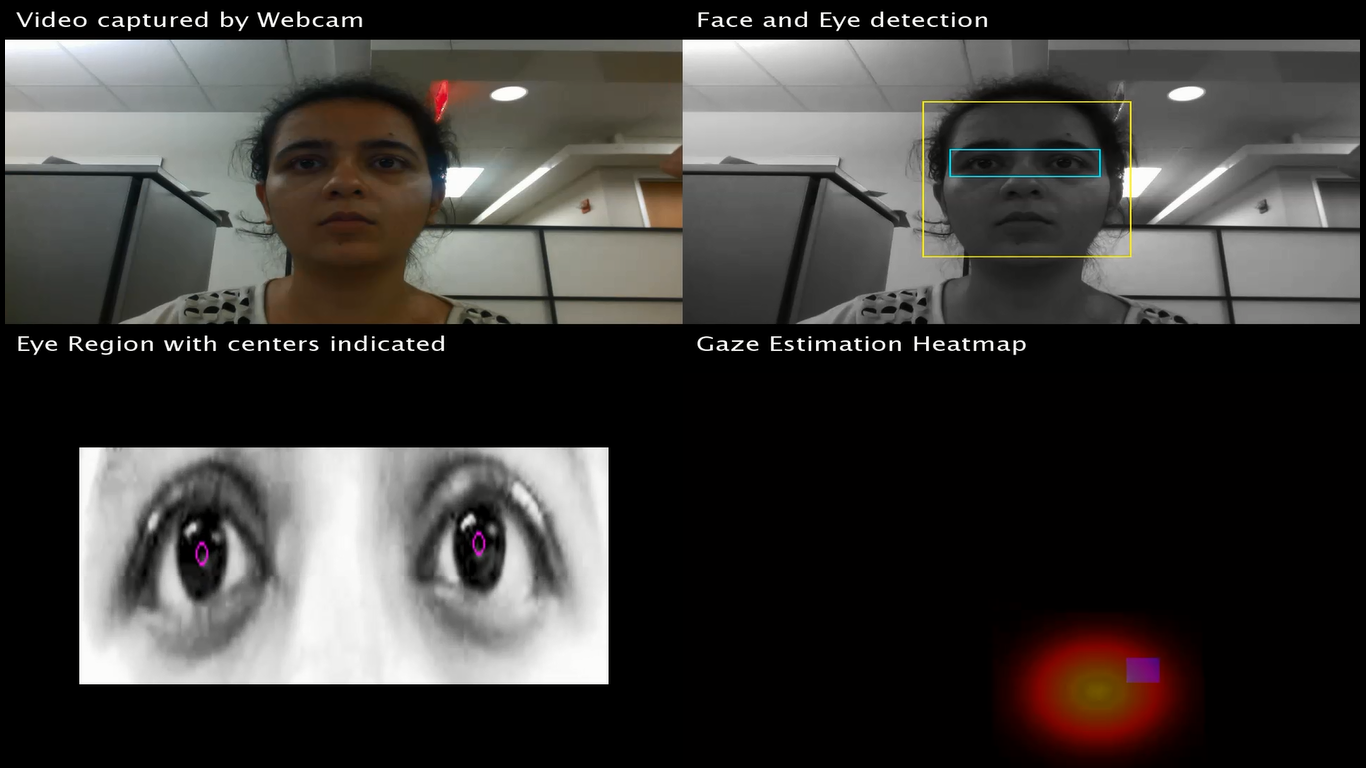 Video captured by Webcam
Face and Eye detection
Eye Region with centers indicated
Gaze Estimation Heatmap